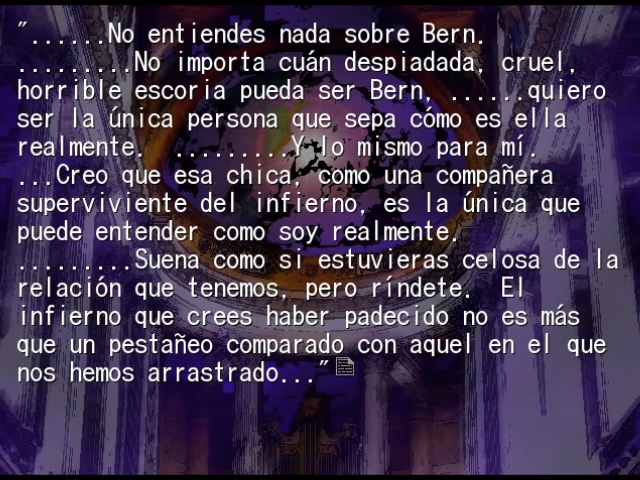 "......No entiendes nada sobre Bern.
.........No importa cuán despiadada, cruel,
horrible escoria pueda ser Bern, ......quiero
ser la única persona que sepa cómo es ella
realmente.  .........Y lo mismo para mí.
...Creo que esa chica, como una compañera
superviviente del infierno, es la única que
puede entender como soy realmente.
.........Suena como si estuvieras celosa de la
relación que tenemos, pero ríndete.  El
infierno que crees haber padecido no es más
que un pestañeo comparado con aquel en el que
nos hemos arrastrado..."